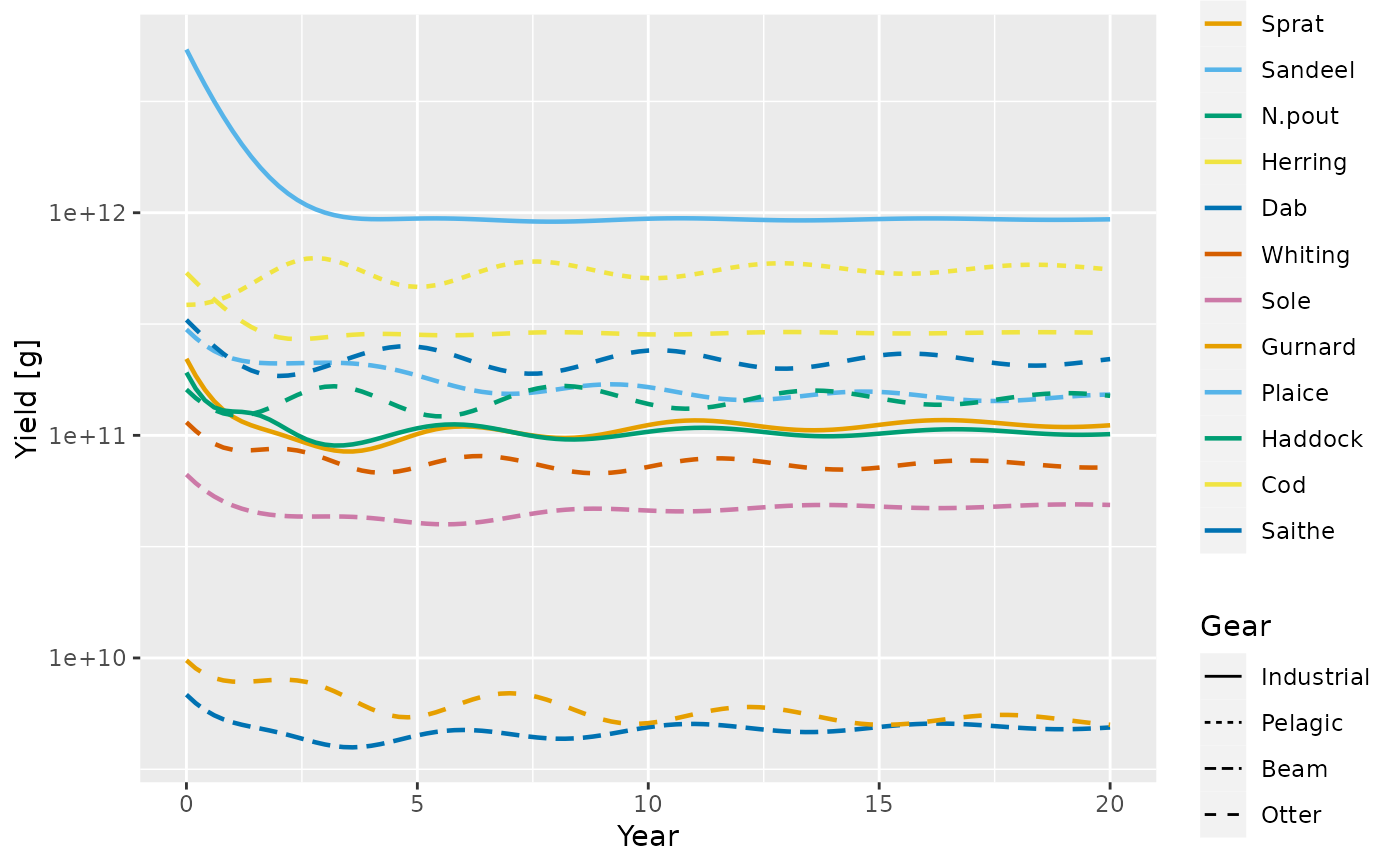 Yield [g]
1e+12
1e+11
1e+10
0 5 10 15 20
Year
Sprat
Sandeel
N.pout
Herring
Dab
Whiting
Sole
Gurnard
Plaice
Haddock
Cod
Saithe
Gear
Industrial
Pelagic
Beam
Otter